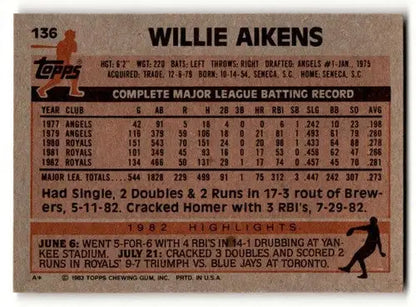 136
WILLIE AIKENS
Topps
HGT: 6'2" WGT: 220 BATS: LEFT THROWS: RIGHT DRAFTED: ANGELS #1-JAN., 1975
ACQUIRED: TRADE, 12-6-79 BORN: 10-14-54, SENECA, S.C. HOME: SENECA, S.C.
COMPLETE MAJOR LEAGUE BATTING RECORD
YEAR CLUB G AB R H 2B 3B HR RBI SB SLG BB SO AVG
1977 ANGELS 42 91 5 18 4 0 0 6 1 .242 10 23 .198
1979 ANGELS 116 379 59 106 18 0 21 81 1 .493 61 79 .280
1980 ROYALS 151 543 70 151 24 0 20 98 1 .433 64 88 .278
1981 ROYALS 101 349 45 93 16 0 17 53 0 .458 62 47 .266
1982 ROYALS 134 466 50 131 29 1 17 74 0 .457 45 70 .281
MAJOR LEA. TOTALS 544 1828 229 499 91 1 75 312 3 .447 242 307 .273
Had Single, 2 Doubles & 2 Runs in 17-3 rout of Brew-
ers, 5-11-82. Cracked Homer with 3 RBI's, 7-29-82.
1982 HIGHLIGHTS
JUNE 6: WENT 5-FOR-6 WITH 4 RBI'S IN 14-1 DRUBBING AT YAN-
KEE STADIUM. JULY 21: CRACKED 3 DOUBLES AND SCORED 2
RUNS IN ROYALS' 9-7 TRIUMPH VS. BLUE JAYS AT TORONTO.
A* © 1983 TOPPS CHEWING GUM, INC. PRTD. IN U.S.A.